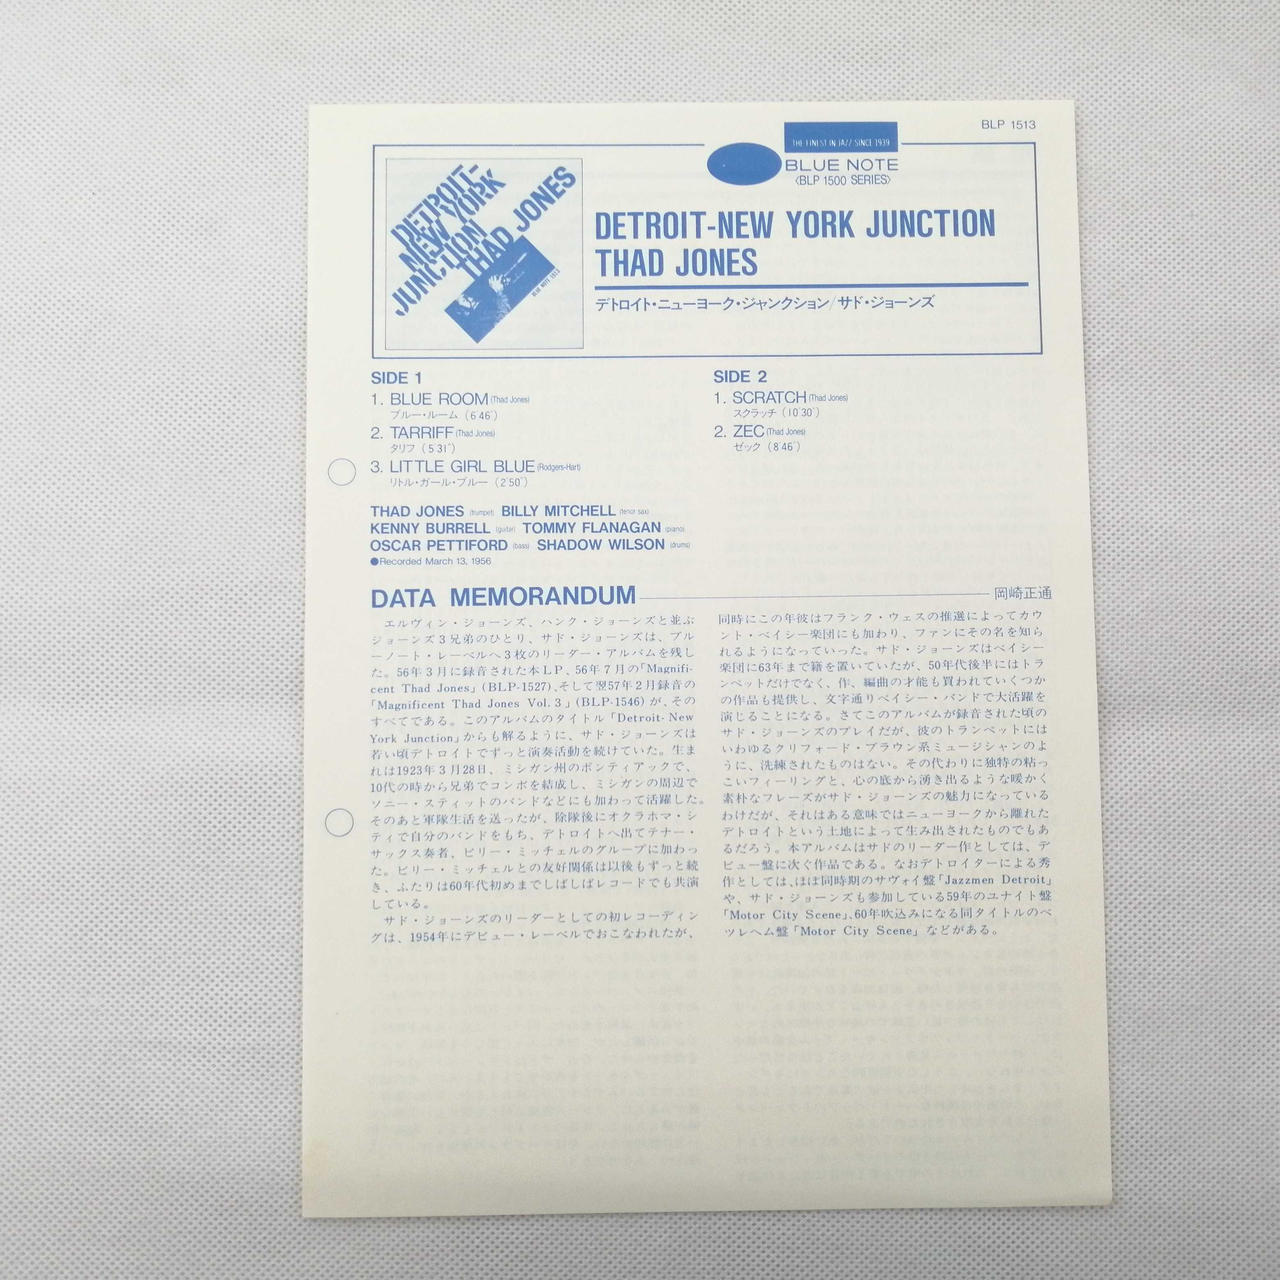 BLP 1513
THE FINEST IN JAZZ SINCE 1939
BLUE NOTE
〈BLP 1500 SERIES〉
DETROIT-
NEW YORK
JUNCTION
THAD JONES
BLUE NOTE 1513
DETROIT-NEW YORK JUNCTION
THAD JONES
デトロイト・ニューヨーク・ジャンクション/サド・ジョーンズ
SIDE 1
1. BLUE ROOM (Thad Jones)
ブルー・ルーム (6´46˝)
2. TARRIFF (Thad Jones)
タリフ (5´31˝)
3. LITTLE GIRL BLUE (Rodgers-Hart)
リトル・ガール・ブルー (2´50˝)
SIDE 2
1. SCRATCH (Thad Jones)
スクラッチ (10´30˝)
2. ZEC (Thad Jones)
ゼック (8´46˝)
THAD JONES (trumpet) BILLY MITCHELL (tenor sax)
KENNY BURRELL (guitar) TOMMY FLANAGAN (piano)
OSCAR PETTIFORD (bass) SHADOW WILSON (drums)
●Recorded March 13, 1956
DATA MEMORANDUM
岡崎正通
エルヴィン・ジョーンズ、ハンク・ジョーンズと並ぶ
ジョーンズ3兄弟のひとり、サド・ジョーンズは、ブル
ーノート・レーベルへ3枚のリーダー・アルバムを残し
た。56年3月に録音された本LP、56年7月の「Magnifi-
cent Thad Jones」(BLP-1527)、そして翌57年2月録音の
「Magnificent Thad Jones Vol. 3」(BLP-1546) が、その
すべてである。このアルバムのタイトル「Detroit- New
York Junction」からも解るように、サド・ジョーンズは
若い頃デトロイトでずっと演奏活動を続けていた。生ま
れは1923年3月28日、ミシガン州のポンティアックで、
10代の時から兄弟でコンボを結成し、ミシガンの周辺で
ソニー・スティットのバンドなどにも加わって活躍した。
そのあと軍隊生活を送ったが、除隊後にオクラホマ・シ
ティで自分のバンドをもち、デトロイトへ出てテナー・
サックス奏者、ビリー・ミッチェルのグループに加わっ
た。ビリー・ミッチェルとの友好関係は以後もずっと続
き、ふたりは60年代初めまでしばしばレコードでも共演
している。
サド・ジョーンズのリーダーとしての初レコーディン
グは、1954年にデビュー・レーベルでおこなわれたが、
同時にこの年彼はフランク・ウェスの推選によってカウ
ント・ベイシー楽団にも加わり、ファンにその名を知ら
れるようになっていった。サド・ジョーンズはベイシー
楽団に63年まで籍を置いていたが、50年代後半にはトラ
ンペットだけでなく、作、編曲の才能も買われていくつか
の作品も提供し、文字通りベイシー・バンドで大活躍を
演じることになる。さてこのアルバムが録音された頃の
サド・ジョーンズのプレイだが、彼のトランペットには
いわゆるクリフォード・ブラウン系ミュージシャンのよ
うに、洗練されたものはない。その代わりに独特の粘っ
こいフィーリングと、心の底から湧き出るような暖かく
素朴なフレーズがサド・ジョーンズの魅力になっている
わけだが、それはある意味ではニューヨークから離れた
デトロイトという土地によって生み出されたものでもあ
るだろう。本アルバムはサドのリーダー作としては、デ
ビュー盤に次ぐ作品である。なおデトロイターによる秀
作としては、ほぼ同時期のサヴォイ盤「Jazzmen Detroit」
や、サド・ジョーンズも参加している59年のユナイト盤
「Motor City Scene」、60年吹込みになる同タイトルのベ
ツレヘム盤「Motor City Scene」などがある。